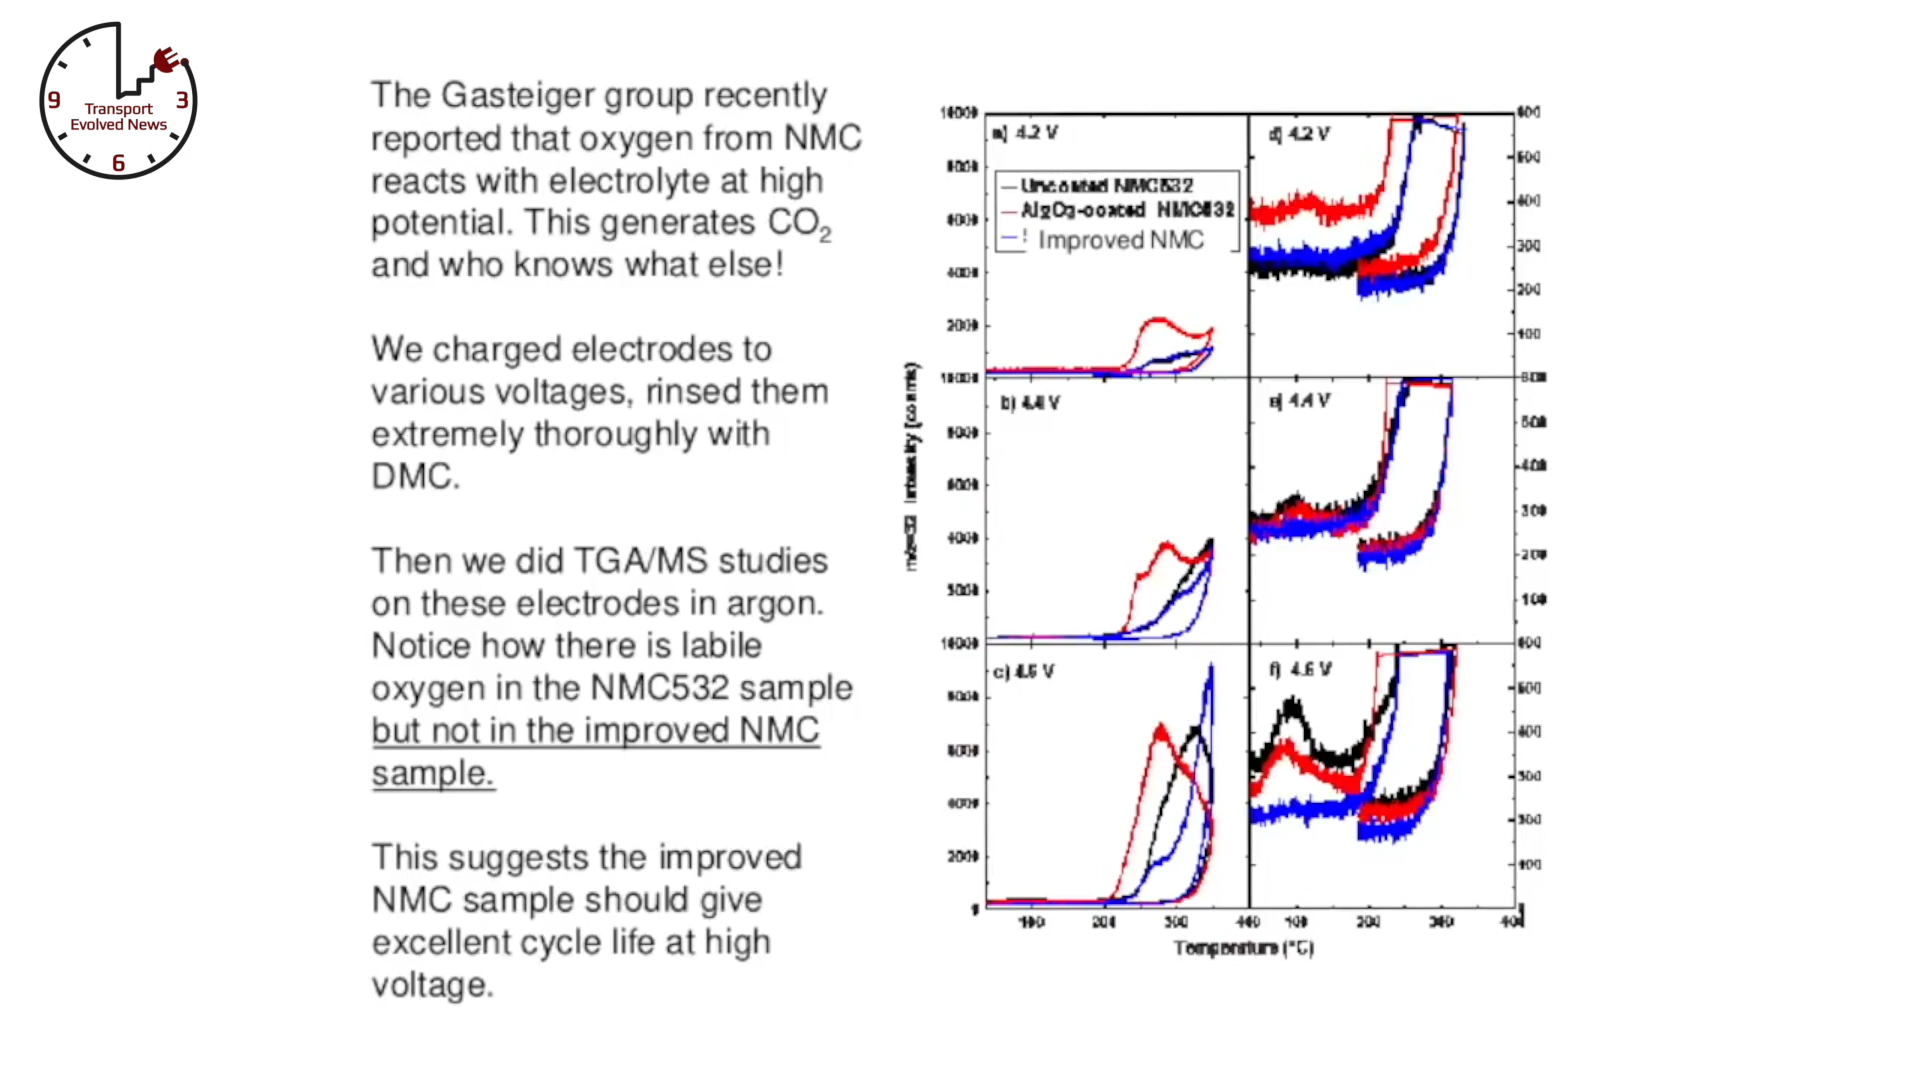 9
3
6
Transport
Evolved News
The Gasteiger group recently
reported that oxygen from NMC
reacts with electrolyte at high
potential. This generates CO2
and who knows what else!
We charged electrodes to
various voltages, rinsed them
extremely thoroughly with
DMC.
Then we did TGA/MS studies
on these electrodes in argon.
Notice how there is labile
oxygen in the NMC532 sample
but not in the improved NMC
sample.
This suggests the improved
NMC sample should give
excellent cycle life at high
voltage.
a) 4.2 V
d) 4.2 V
Uncoated NMC532
Al2O3-coated NMC532
Improved NMC
b) 4.4 V
e) 4.4 V
c) 4.6 V
f) 4.6 V
m/z=32 Intensity
Temperature (°C)